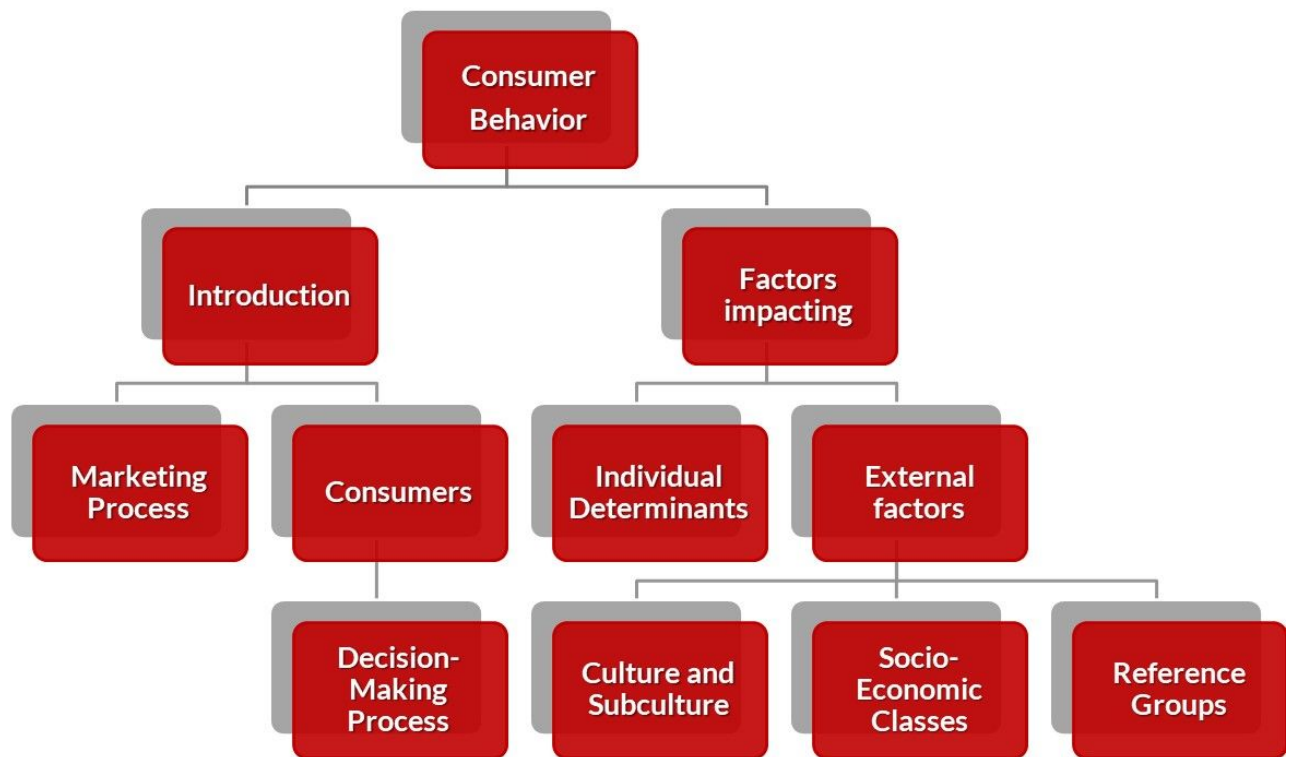 Consumer
Behavior
Introduction
Factors
impacting
Marketing
Process
Consumers
Individual
Determinants
External
factors
Decision-
Making
Process
Culture and
Subculture
Socio-
Economic
Classes
Reference
Groups